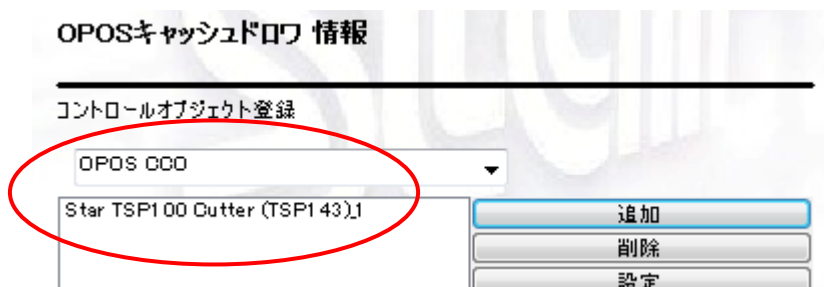 OPOSキャッシュドロワ 情報
コントロールオブジェクト登録
OPOS CCO
Star TSP100 Cutter (TSP143)_1
追加
削除
設定